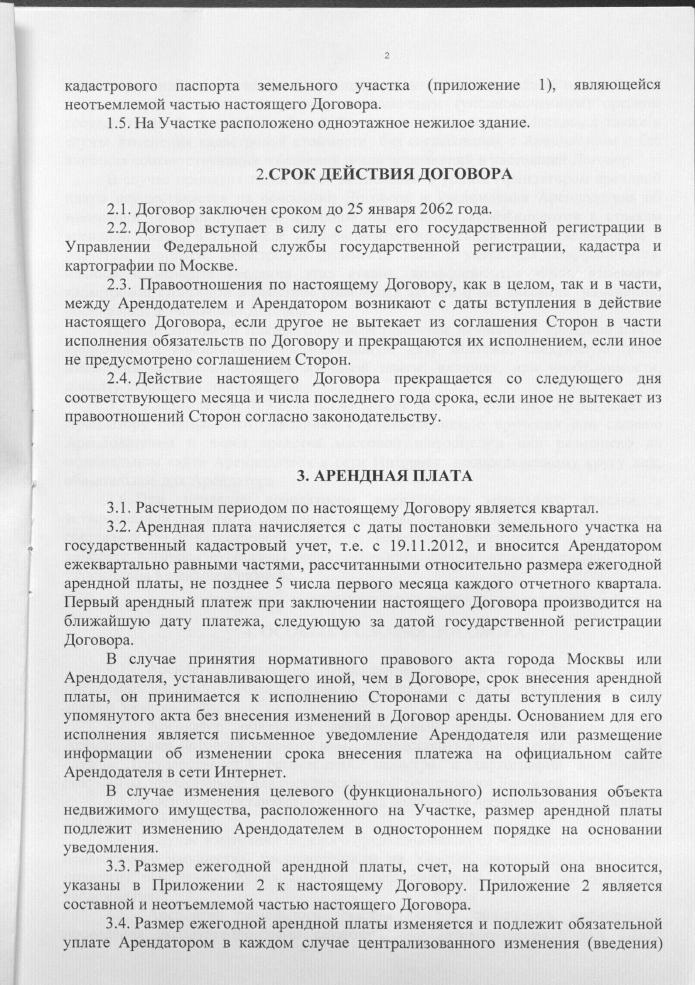 2
кадастрового паспорта земельного участка (приложение 1), являющейся
неотъемлемой частью настоящего Договора.
1.5. На Участке расположено одноэтажное нежилое здание.
2.СРОК ДЕЙСТВИЯ ДОГОВОРА
2.1. Договор заключен сроком до 25 января 2062 года.
2.2. Договор вступает в силу с даты его государственной регистрации в
Управлении Федеральной службы государственной регистрации, кадастра и
картографии по Москве.
2.3. Правоотношения по настоящему Договору, как в целом, так и в части,
между Арендодателем и Арендатором возникают с даты вступления в действие
настоящего Договора, если другое не вытекает из соглашения Сторон в части
исполнения обязательств по Договору и прекращаются их исполнением, если иное
не предусмотрено соглашением Сторон.
2.4. Действие настоящего Договора прекращается со следующего дня
соответствующего месяца и числа последнего года срока, если иное не вытекает из
правоотношений Сторон согласно законодательству.
3. АРЕНДНАЯ ПЛАТА
3.1. Расчетным периодом по настоящему Договору является квартал.
3.2. Арендная плата начисляется с даты постановки земельного участка на
государственный кадастровый учет, т.е. с 19.11.2012, и вносится Арендатором
ежеквартально равными частями, рассчитанными относительно размера ежегодной
арендной платы, не позднее 5 числа первого месяца каждого отчетного квартала.
Первый арендный платеж при заключении настоящего Договора производится на
ближайшую дату платежа, следующую за датой государственной регистрации
Договора.
В случае принятия нормативного правового акта города Москвы или
Арендодателя, устанавливающего иной, чем в Договоре, срок внесения арендной
платы, он принимается к исполнению Сторонами с даты вступления в силу
упомянутого акта без внесения изменений в Договор аренды. Основанием для его
исполнения является письменное уведомление Арендодателя или размещение
информации об изменении срока внесения платежа на официальном сайте
Арендодателя в сети Интернет.
В случае изменения целевого (функционального) использования объекта
недвижимого имущества, расположенного на Участке, размер арендной платы
подлежит изменению Арендодателем в одностороннем порядке на основании
уведомления.
3.3. Размер ежегодной арендной платы, счет, на который она вносится,
указаны в Приложении 2 к настоящему Договору. Приложение 2 является
составной и неотъемлемой частью настоящего Договора.
3.4. Размер ежегодной арендной платы изменяется и подлежит обязательной
уплате Арендатором в каждом случае централизованного изменения (введения)